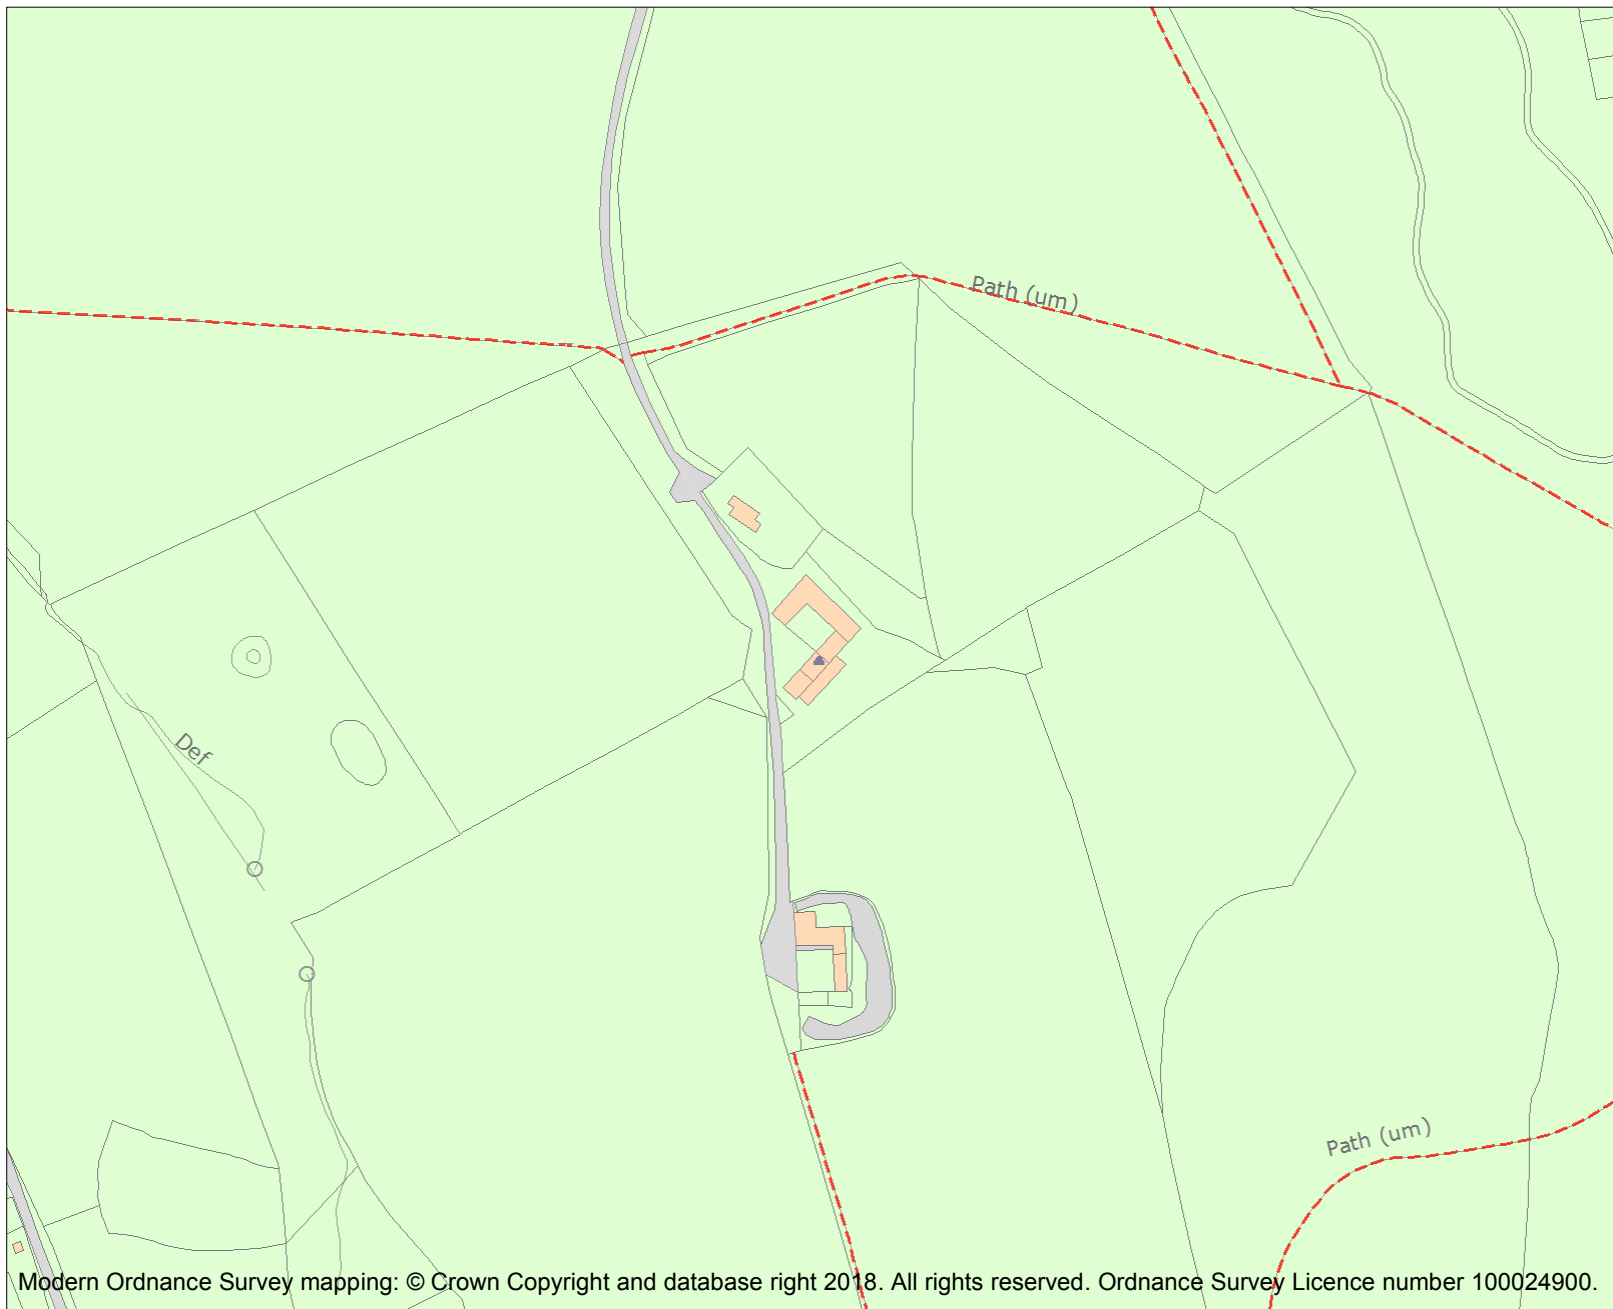 Path (um)
Def
Path (um)
Modern Ordnance Survey mapping: © Crown Copyright and database right 2018. All rights reserved. Ordnance Survey Licence number 100024900.